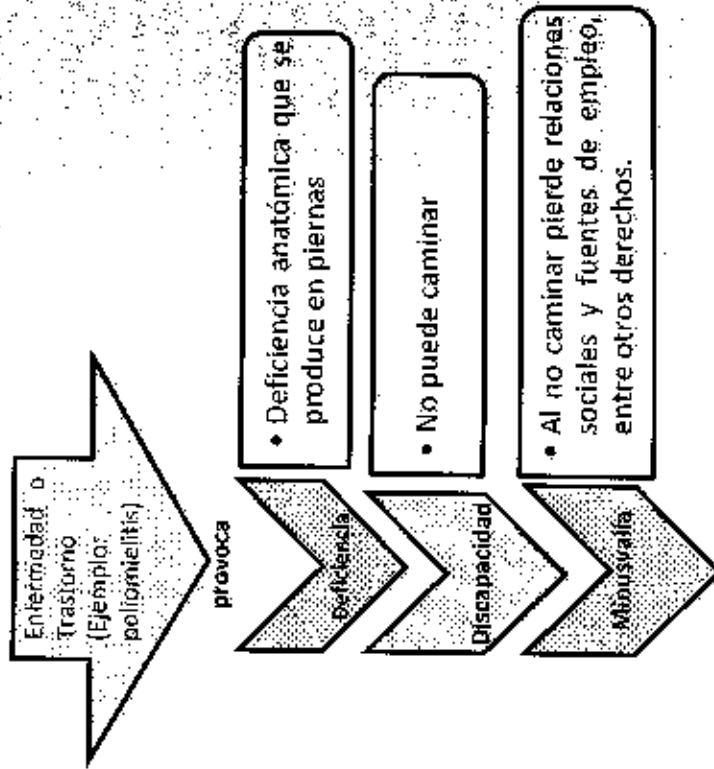 Enfermedad o
Trastorno
(Ejemplo:
poliomielitis)
provoca
Deficiencia
• Deficiencia anatómica que se
produce en piernas
Discapacidad
• No puede caminar
Minusvalía
• Al no caminar pierde relaciones
sociales y fuentes de empleo,
entre otros derechos.